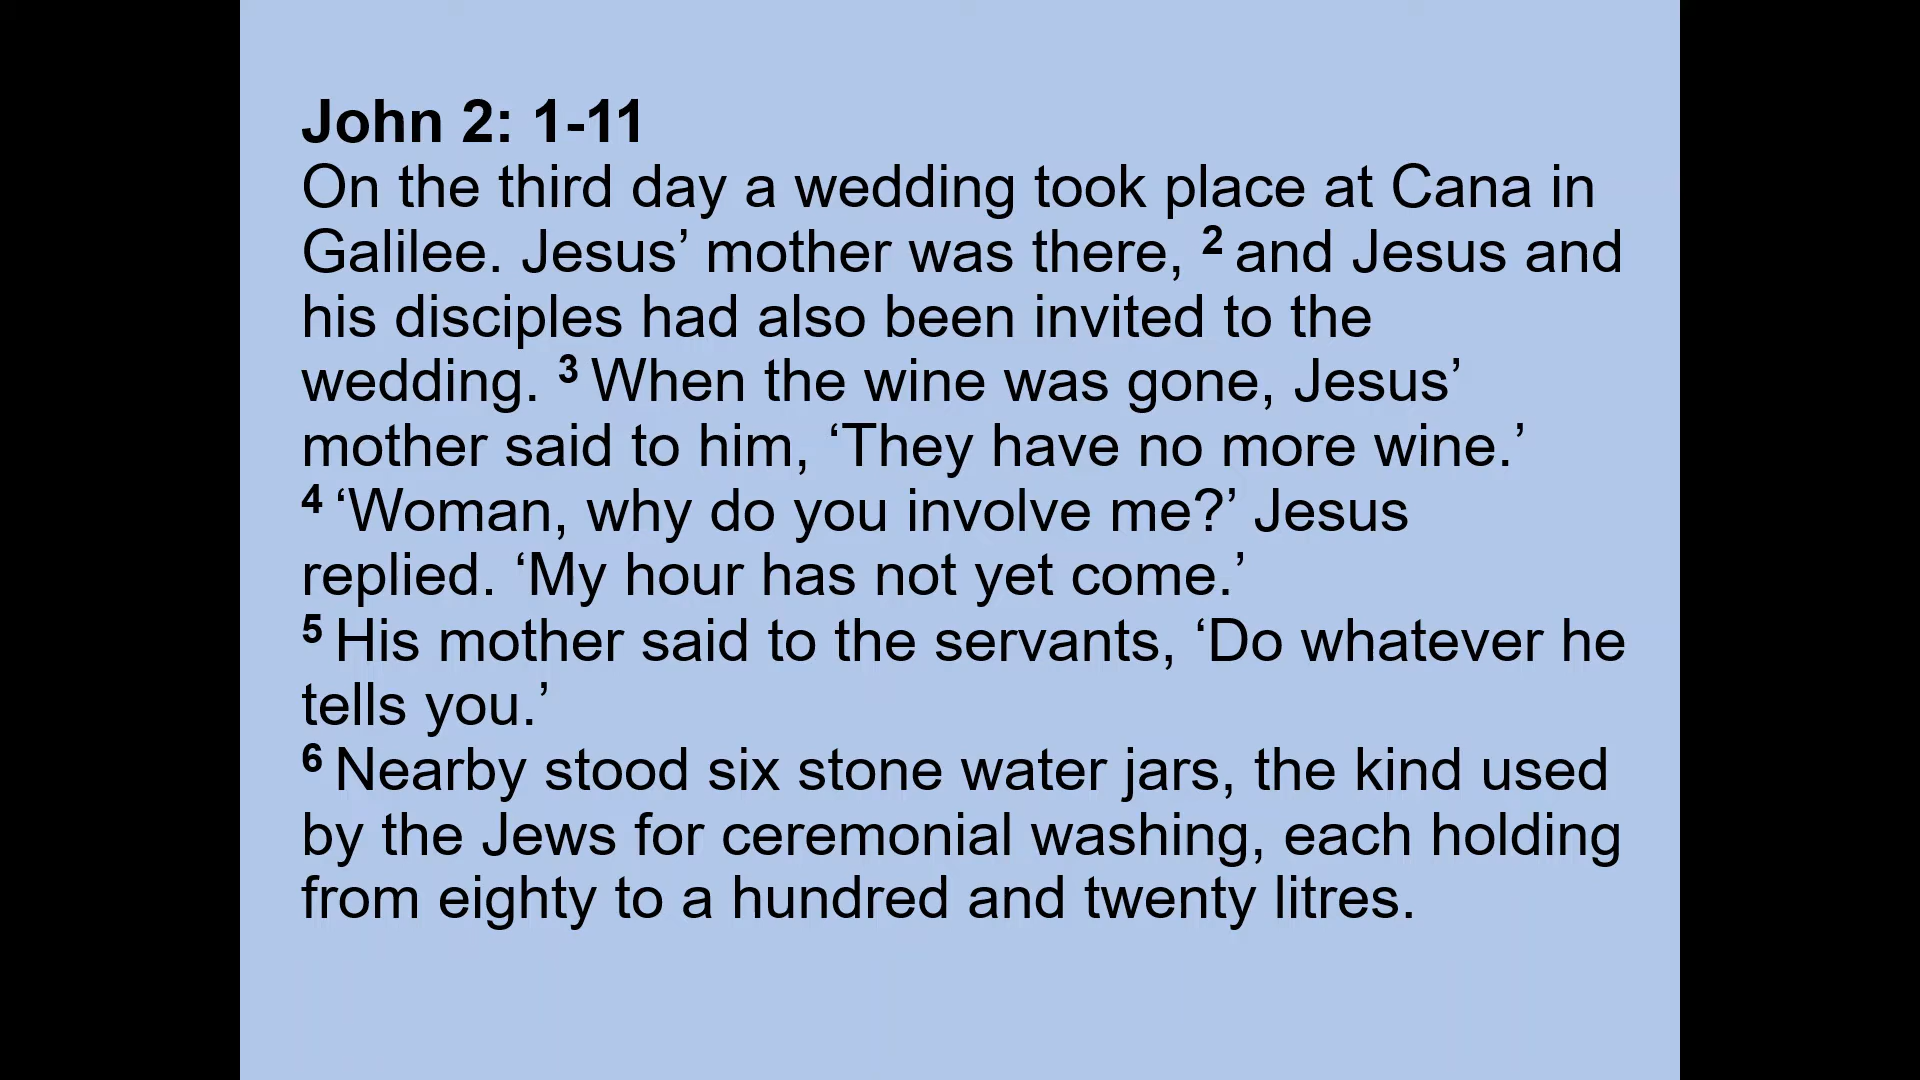 John 2: 1-11
On the third day a wedding took place at Cana in
Galilee. Jesus’ mother was there, 2 and Jesus and
his disciples had also been invited to the
wedding. 3 When the wine was gone, Jesus’
mother said to him, ‘They have no more wine.’
4 ‘Woman, why do you involve me?’ Jesus
replied. ‘My hour has not yet come.’
5 His mother said to the servants, ‘Do whatever he
tells you.’
6 Nearby stood six stone water jars, the kind used
by the Jews for ceremonial washing, each holding
from eighty to a hundred and twenty litres.